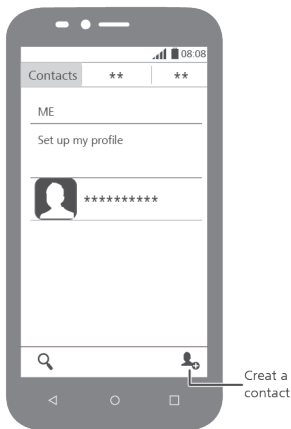 08:08
Contacts ** **
ME
Set up my profile
**********
Creat a
contact